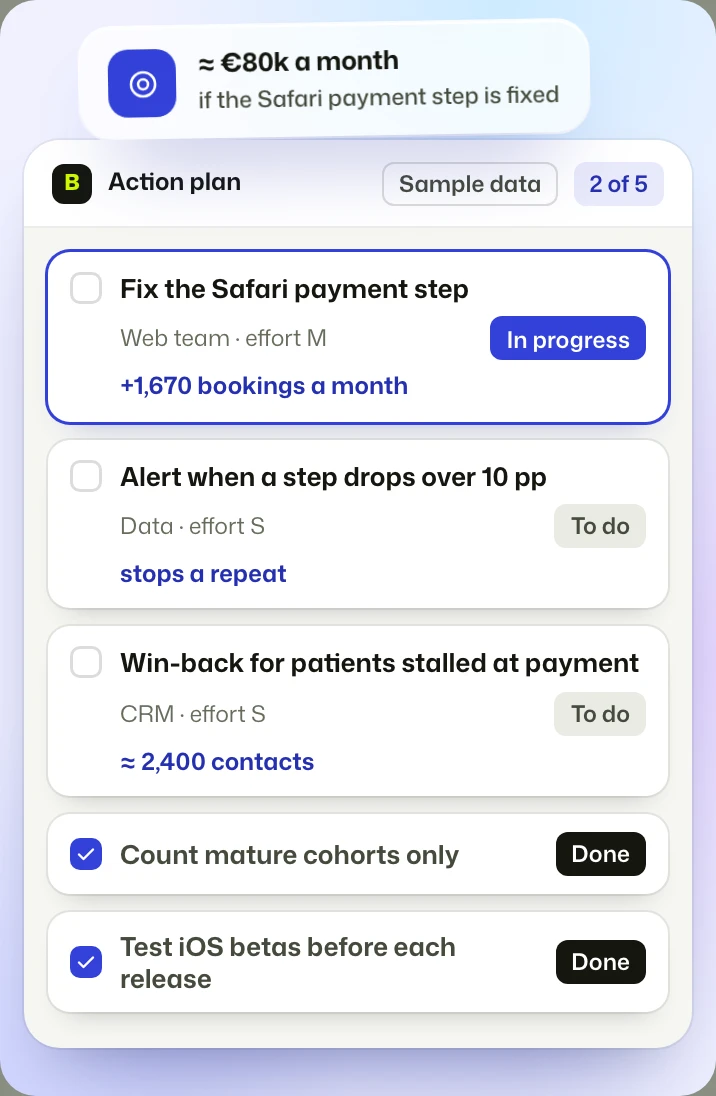 ≈ €80k a month
if the Safari payment step is fixed
B Action plan Sample data 2 of 5
Fix the Safari payment step
Web team · effort M In progress
+1,670 bookings a month
Alert when a step drops over 10 pp
Data · effort S To do
stops a repeat
Win-back for patients stalled at payment
CRM · effort S To do
≈ 2,400 contacts
Count mature cohorts only Done
Test iOS betas before each
release
Done